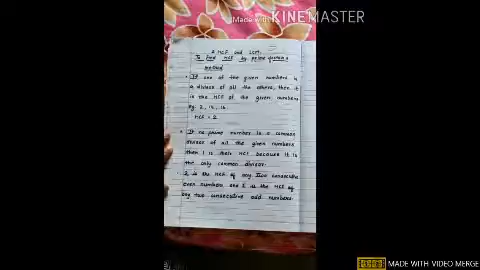 Made with KINEMASTER
2 HCF and LCM.
To find HCF by prime factors
method
• If one of the given numbers is
a divisor of all the others, then it
is the HCF of the given numbers
eg: 2, 12, 16
HCF = 2
• If no prime number is a common
divisor of all the given numbers
then 1 is their HCF because it is
the only common divisor.
• 2 is the HCF of any two consecutive
even numbers and 1 is the HCF of
any two consecutive odd numbers.
MADE WITH VIDEO MERGE